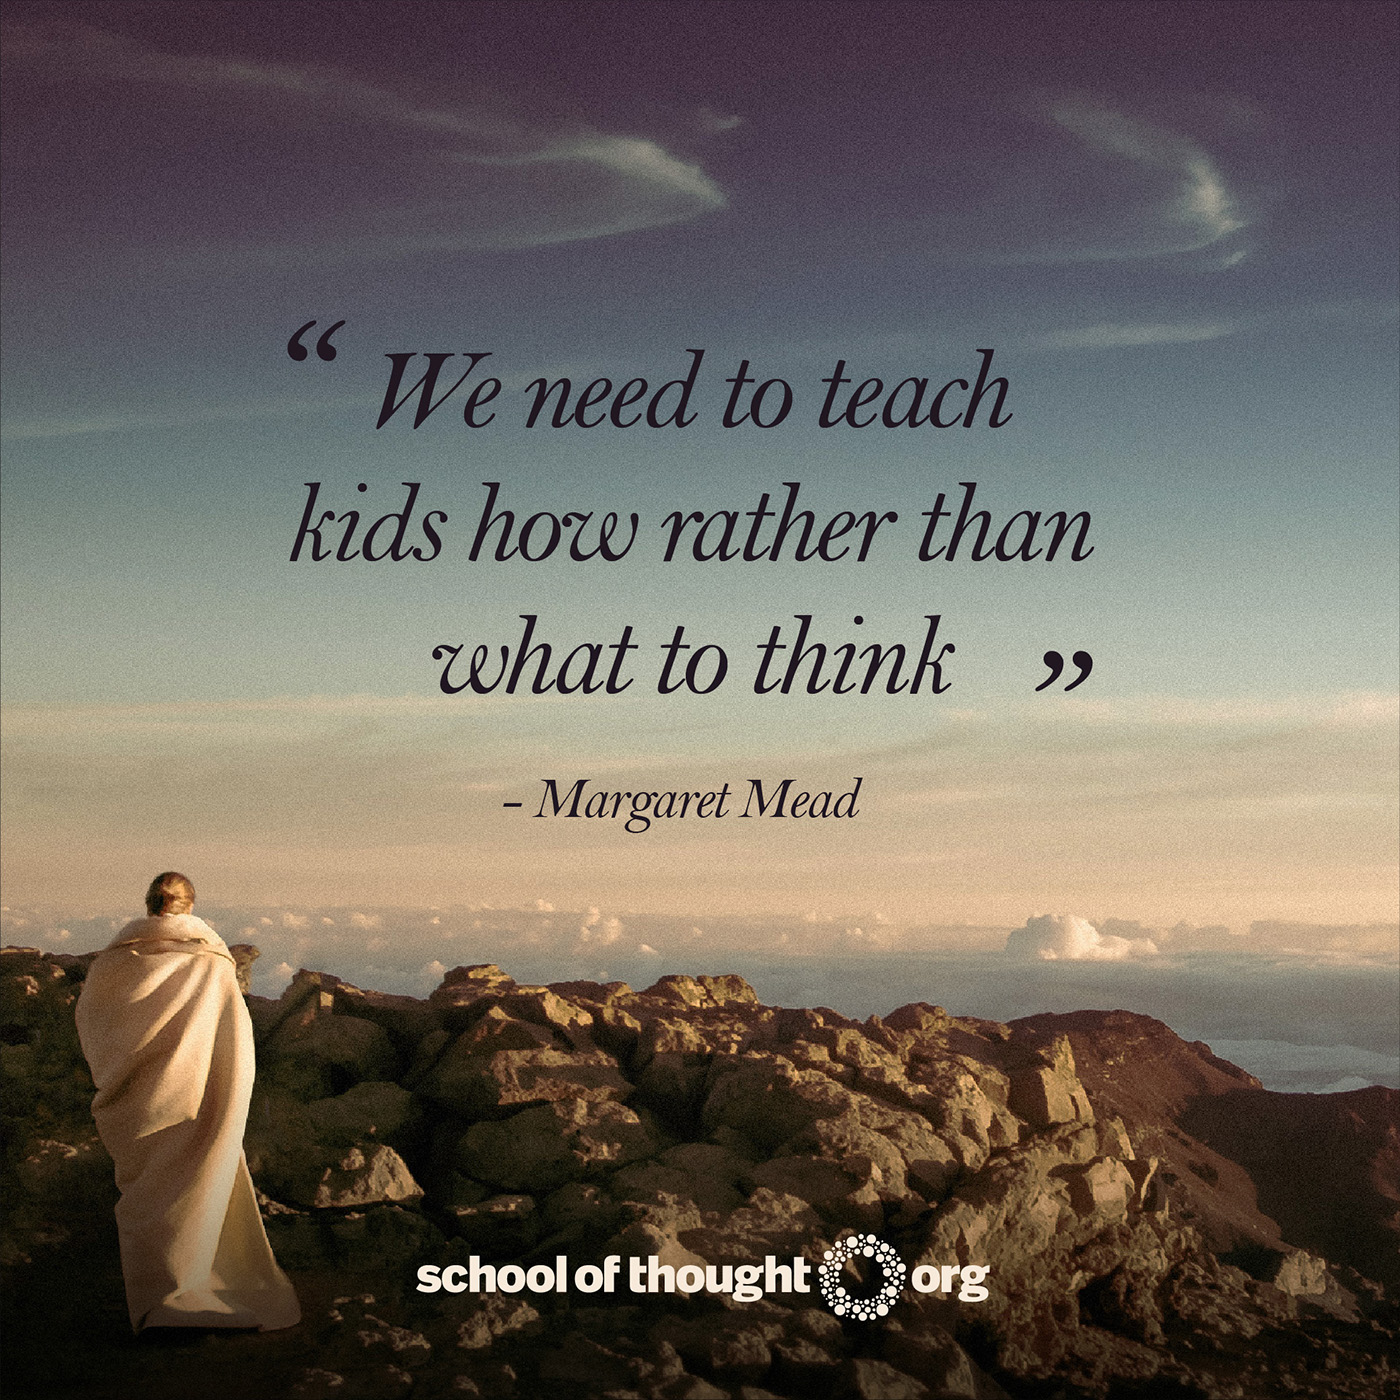 “ We need to teach
kids how rather than
what to think ”
– Margaret Mead
school of thought org